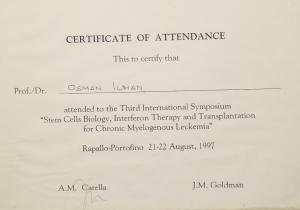 CERTIFICATE OF ATTENDANCE
This to certify that
Prof./Dr. OSMAN ILHAN
attended to the Third International Symposium
"Stem Cells Biology, Interferon Therapy and Transplantation
for Chronic Myelogenous Leukemia"
Rapallo-Portofino 21-22 August, 1997
A.M. Carella J.M. Goldman